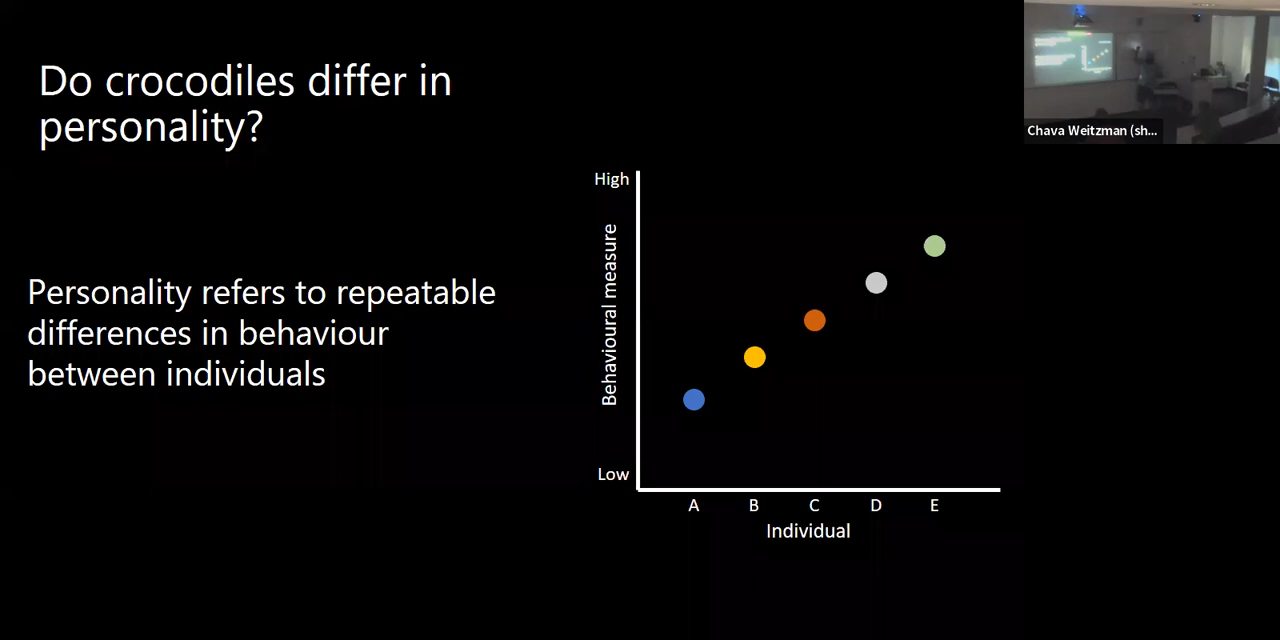 Do crocodiles differ in
personality?
Personality refers to repeatable
differences in behaviour
between individuals
High
Behavioural measure
Low
A B C D E
Individual
Chava Weitzman (sh...